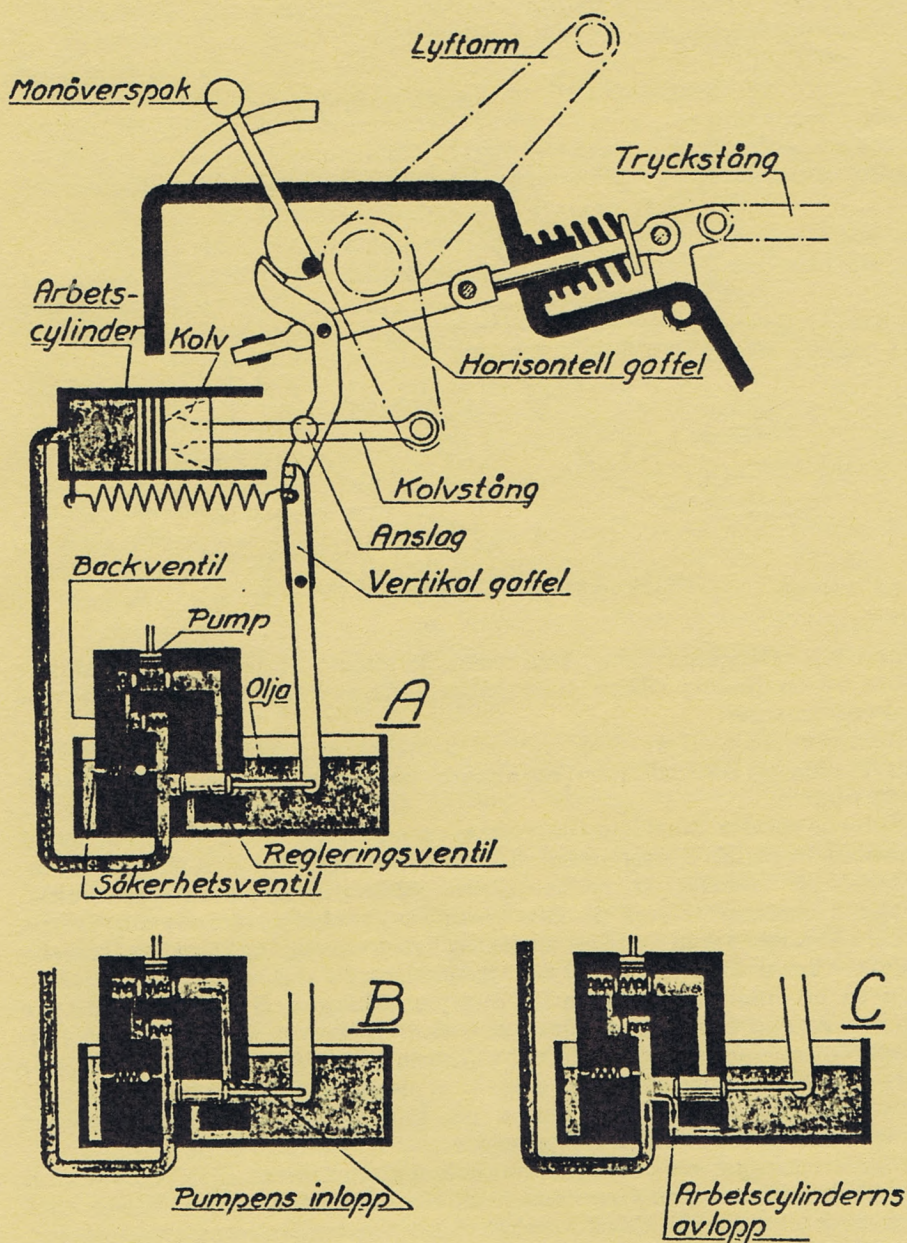 Lyftarm
Manöverspak
Tryckstång
Arbets-
cylinder
Kolv
Horisontell gaffel
Kolvstång
Anslag
Backventil
Vertikal gaffel
Pump
Olja
A
Regleringsventil
Säkerhetsventil
B
C
Pumpens inlopp
Arbetscylinderns
avlopp